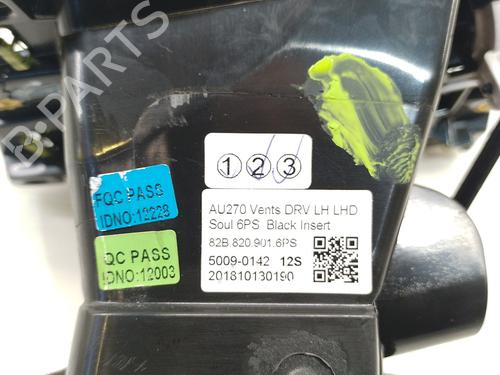 ① ② ③
FQC PASS
IDNO:12228
QC PASS
IDNO:12003
AU270 Vents DRV LH LHD
Soul 6PS Black Insert
82B.820.901.6PS
5009-0142 12S
201810130190
B-Parts